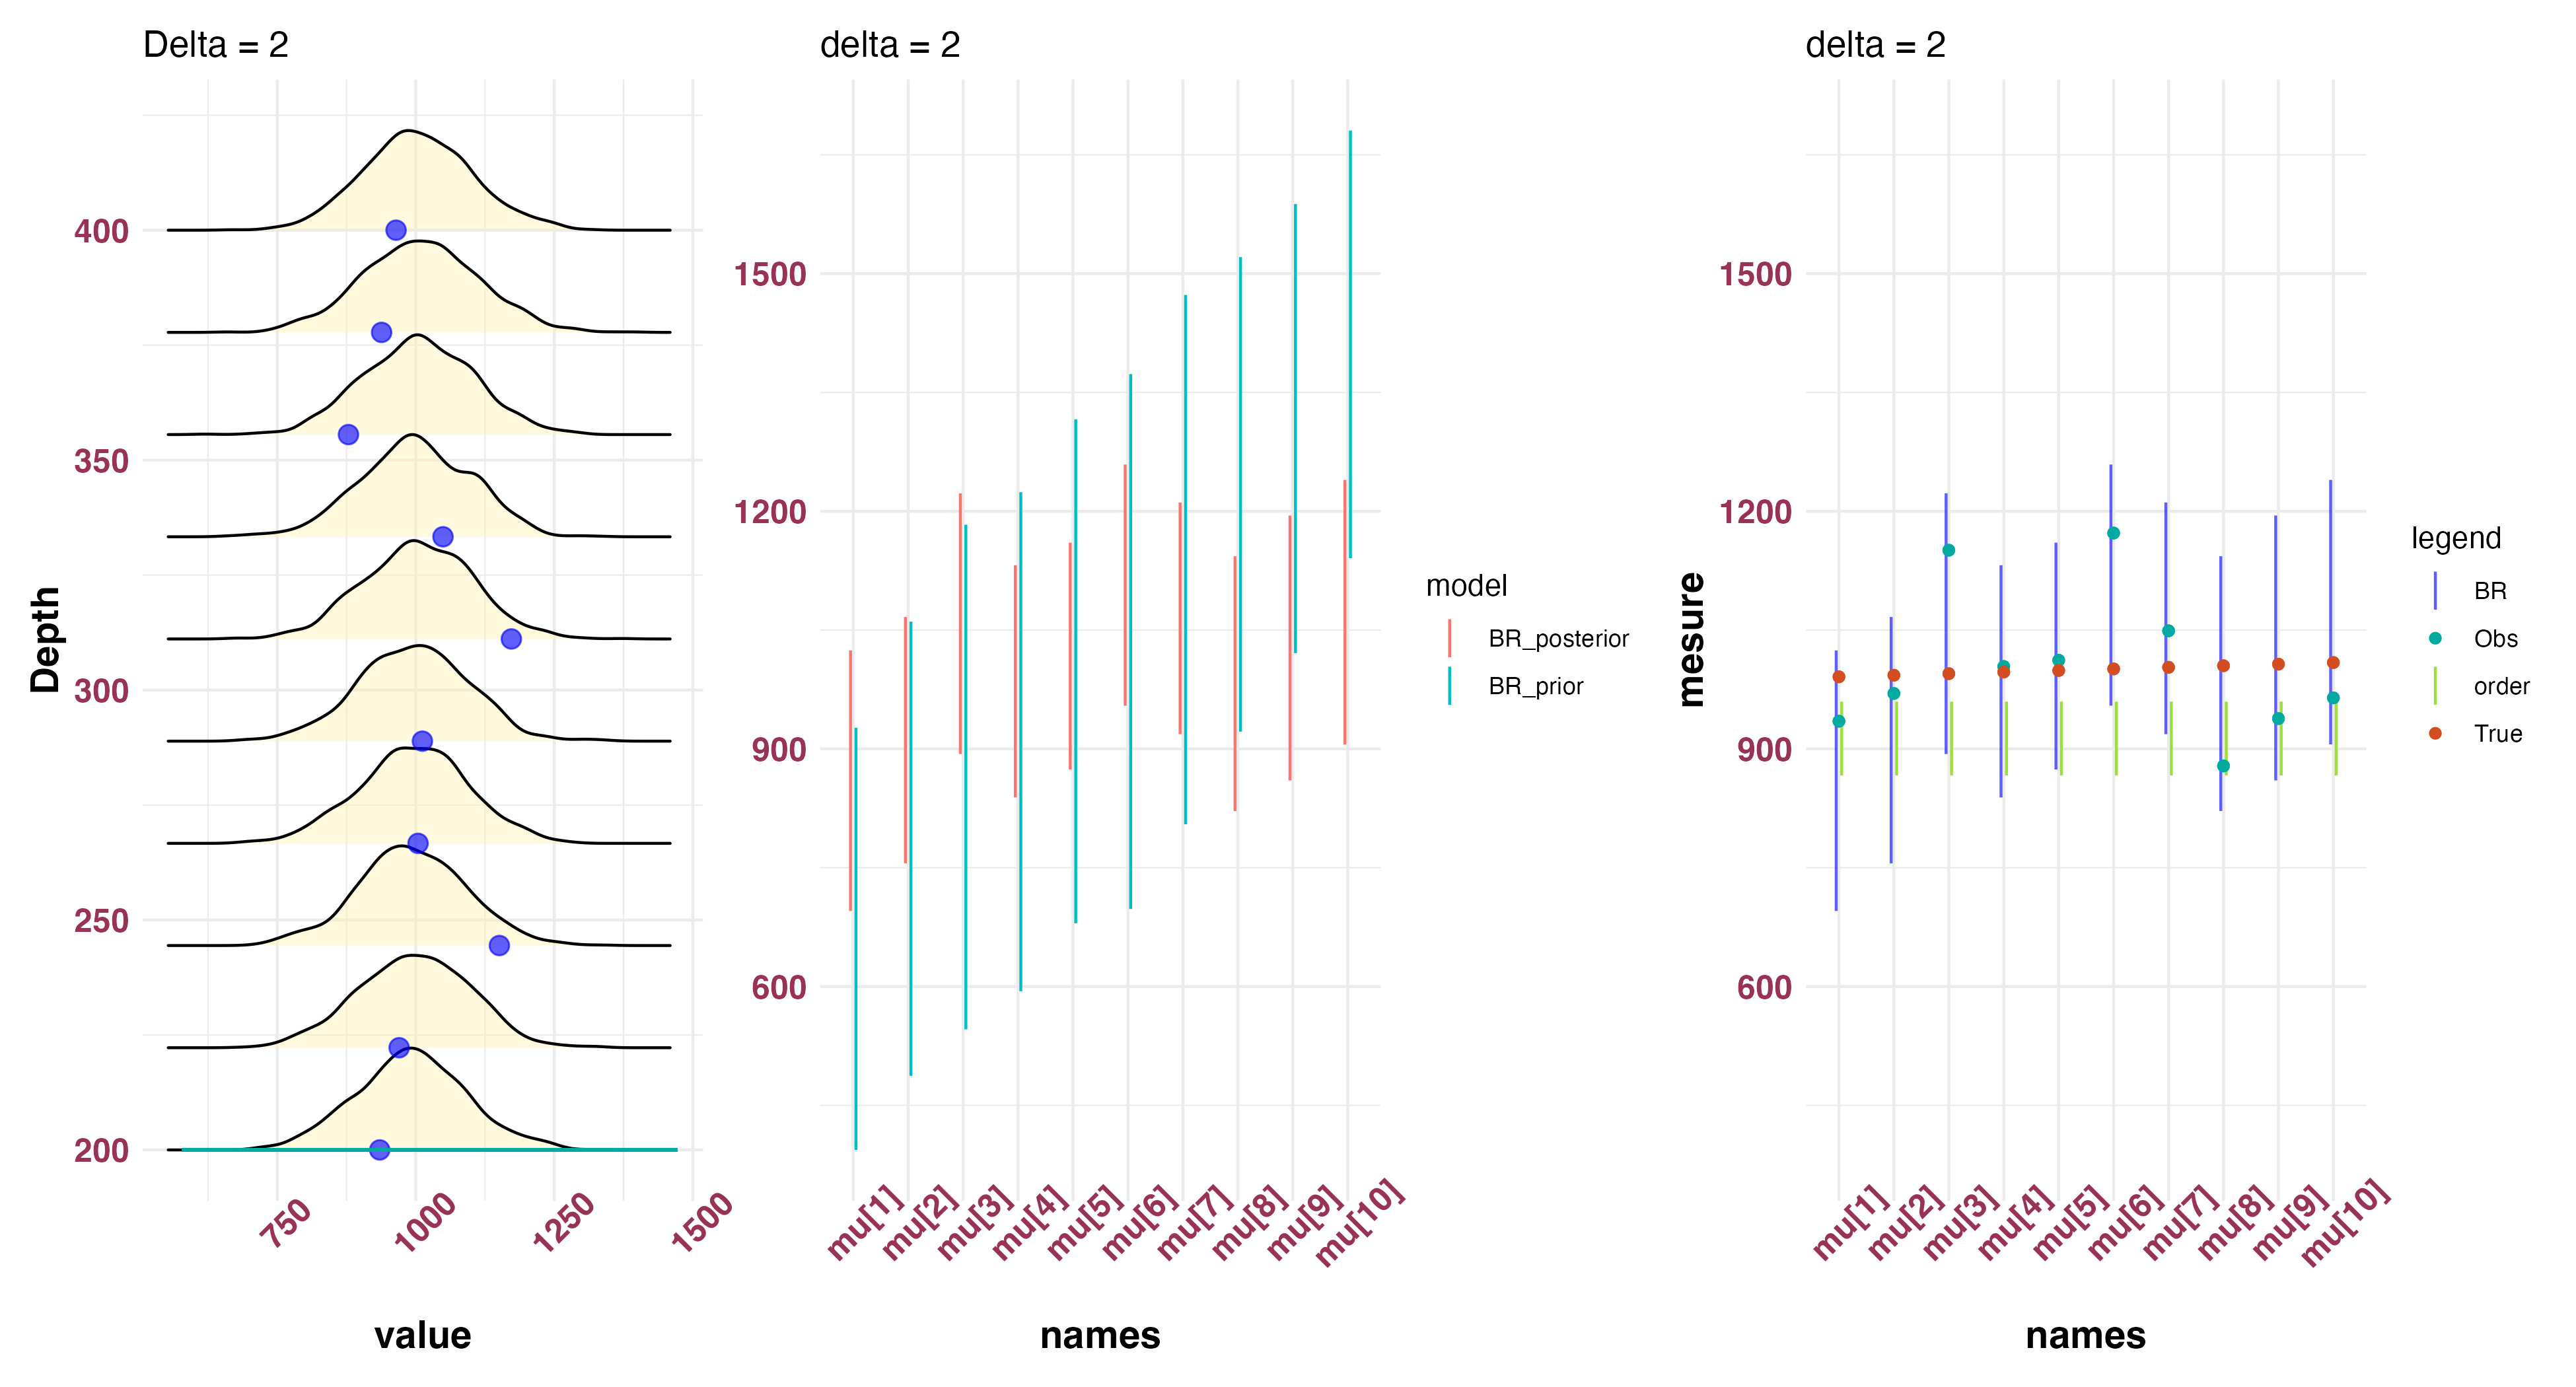 Delta = 2
Depth
400
350
300
250
200
750
1000
1250
1500
value
delta = 2
1500
1200
900
600
mu[1]
mu[2]
mu[3]
mu[4]
mu[5]
mu[6]
mu[7]
mu[8]
mu[9]
mu[10]
names
model
BR_posterior
BR_prior
delta = 2
mesure
1500
1200
900
600
mu[1]
mu[2]
mu[3]
mu[4]
mu[5]
mu[6]
mu[7]
mu[8]
mu[9]
mu[10]
names
legend
BR
Obs
order
True